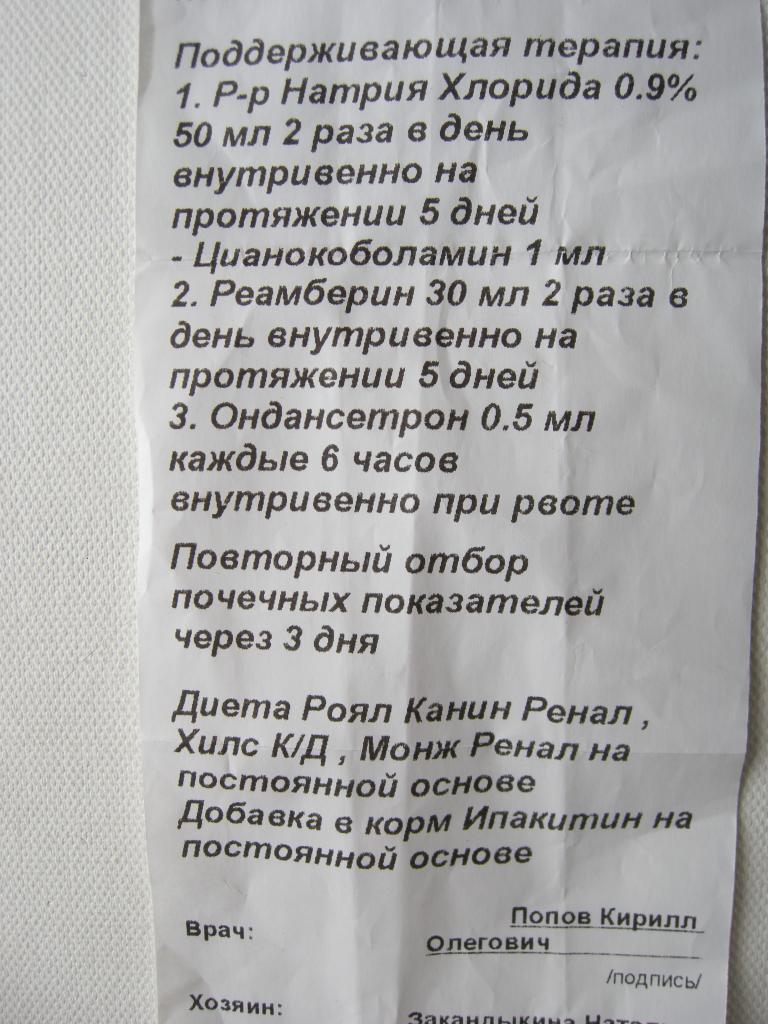 Поддерживающая терапия:
1. Р-р Натрия Хлорида 0.9%
50 мл 2 раза в день
внутривенно на
протяжении 5 дней
- Цианокоболамин 1 мл
2. Реамберин 30 мл 2 раза в
день внутривенно на
протяжении 5 дней
3. Ондансетрон 0.5 мл
каждые 6 часов
внутривенно при рвоте
Повторный отбор
почечных показателей
через 3 дня
Диета Роял Канин Ренал ,
Хилс К/Д , Монж Ренал на
постоянной основе
Добавка в корм Ипакитин на
постоянной основе
Врач: Попов Кирилл
Олегович
/подпись/
Хозяин: